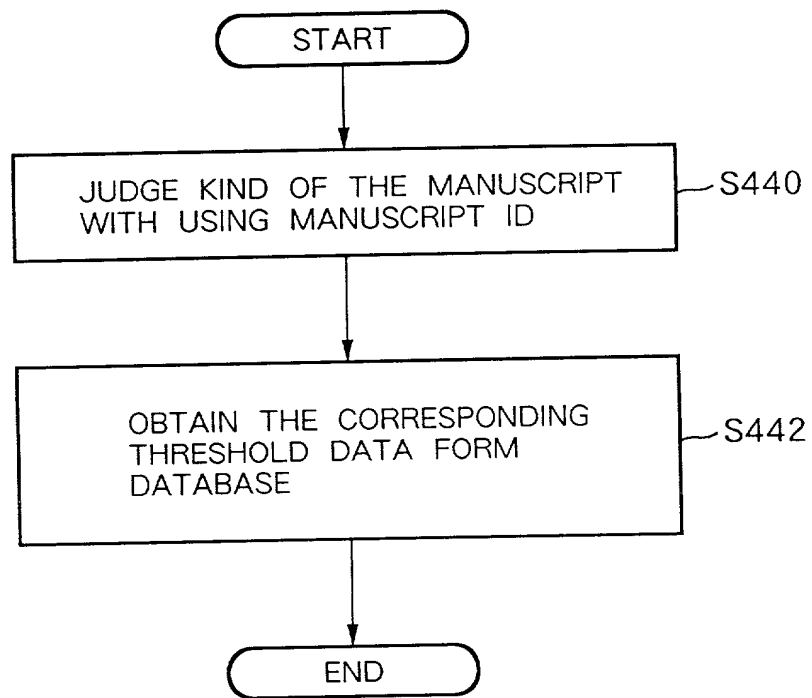 START
JUDGE KIND OF THE MANUSCRIPT
WITH USING MANUSCRIPT ID
S440
OBTAIN THE CORRESPONDING
THRESHOLD DATA FORM
DATABASE
S442
END